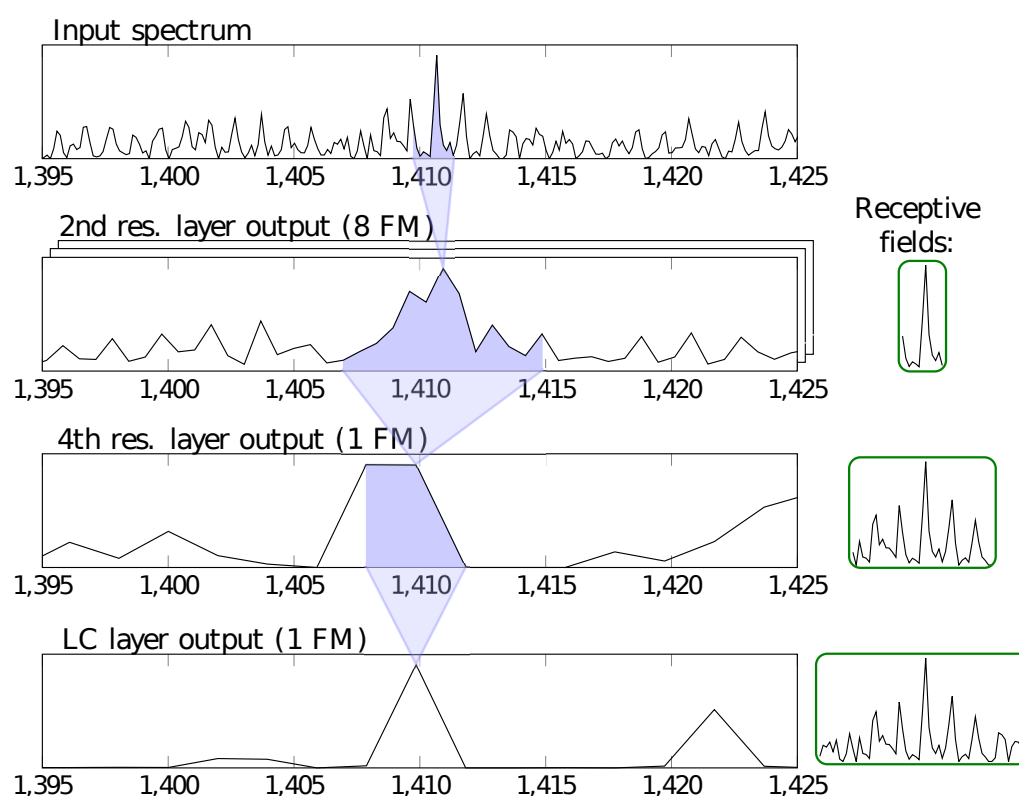 Input spectrum
1,395 1,400 1,405 1,410 1,415 1,420 1,425
2nd res. layer output (8 FM)
Receptive
fields:
1,395 1,400 1,405 1,410 1,415 1,420 1,425
4th res. layer output (1 FM)
1,395 1,400 1,405 1,410 1,415 1,420 1,425
LC layer output (1 FM)
1,395 1,400 1,405 1,410 1,415 1,420 1,425